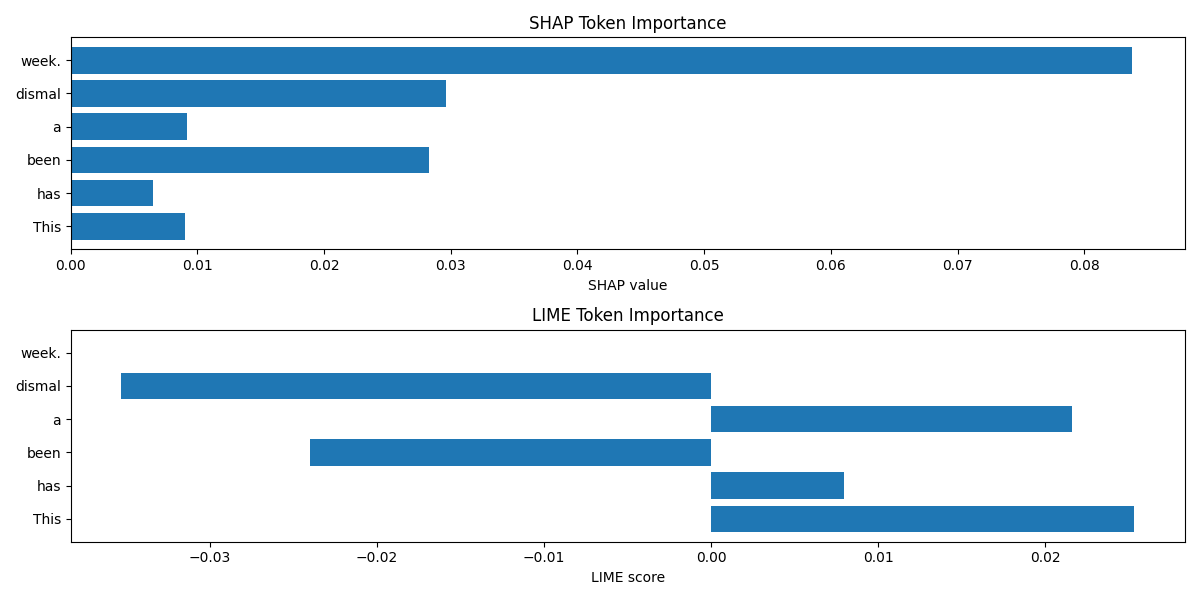 SHAP Token Importance
week.
dismal
a
been
has
This
0.00 0.01 0.02 0.03 0.04 0.05 0.06 0.07 0.08
SHAP value
LIME Token Importance
week.
dismal
a
been
has
This
−0.03 −0.02 −0.01 0.00 0.01 0.02
LIME score